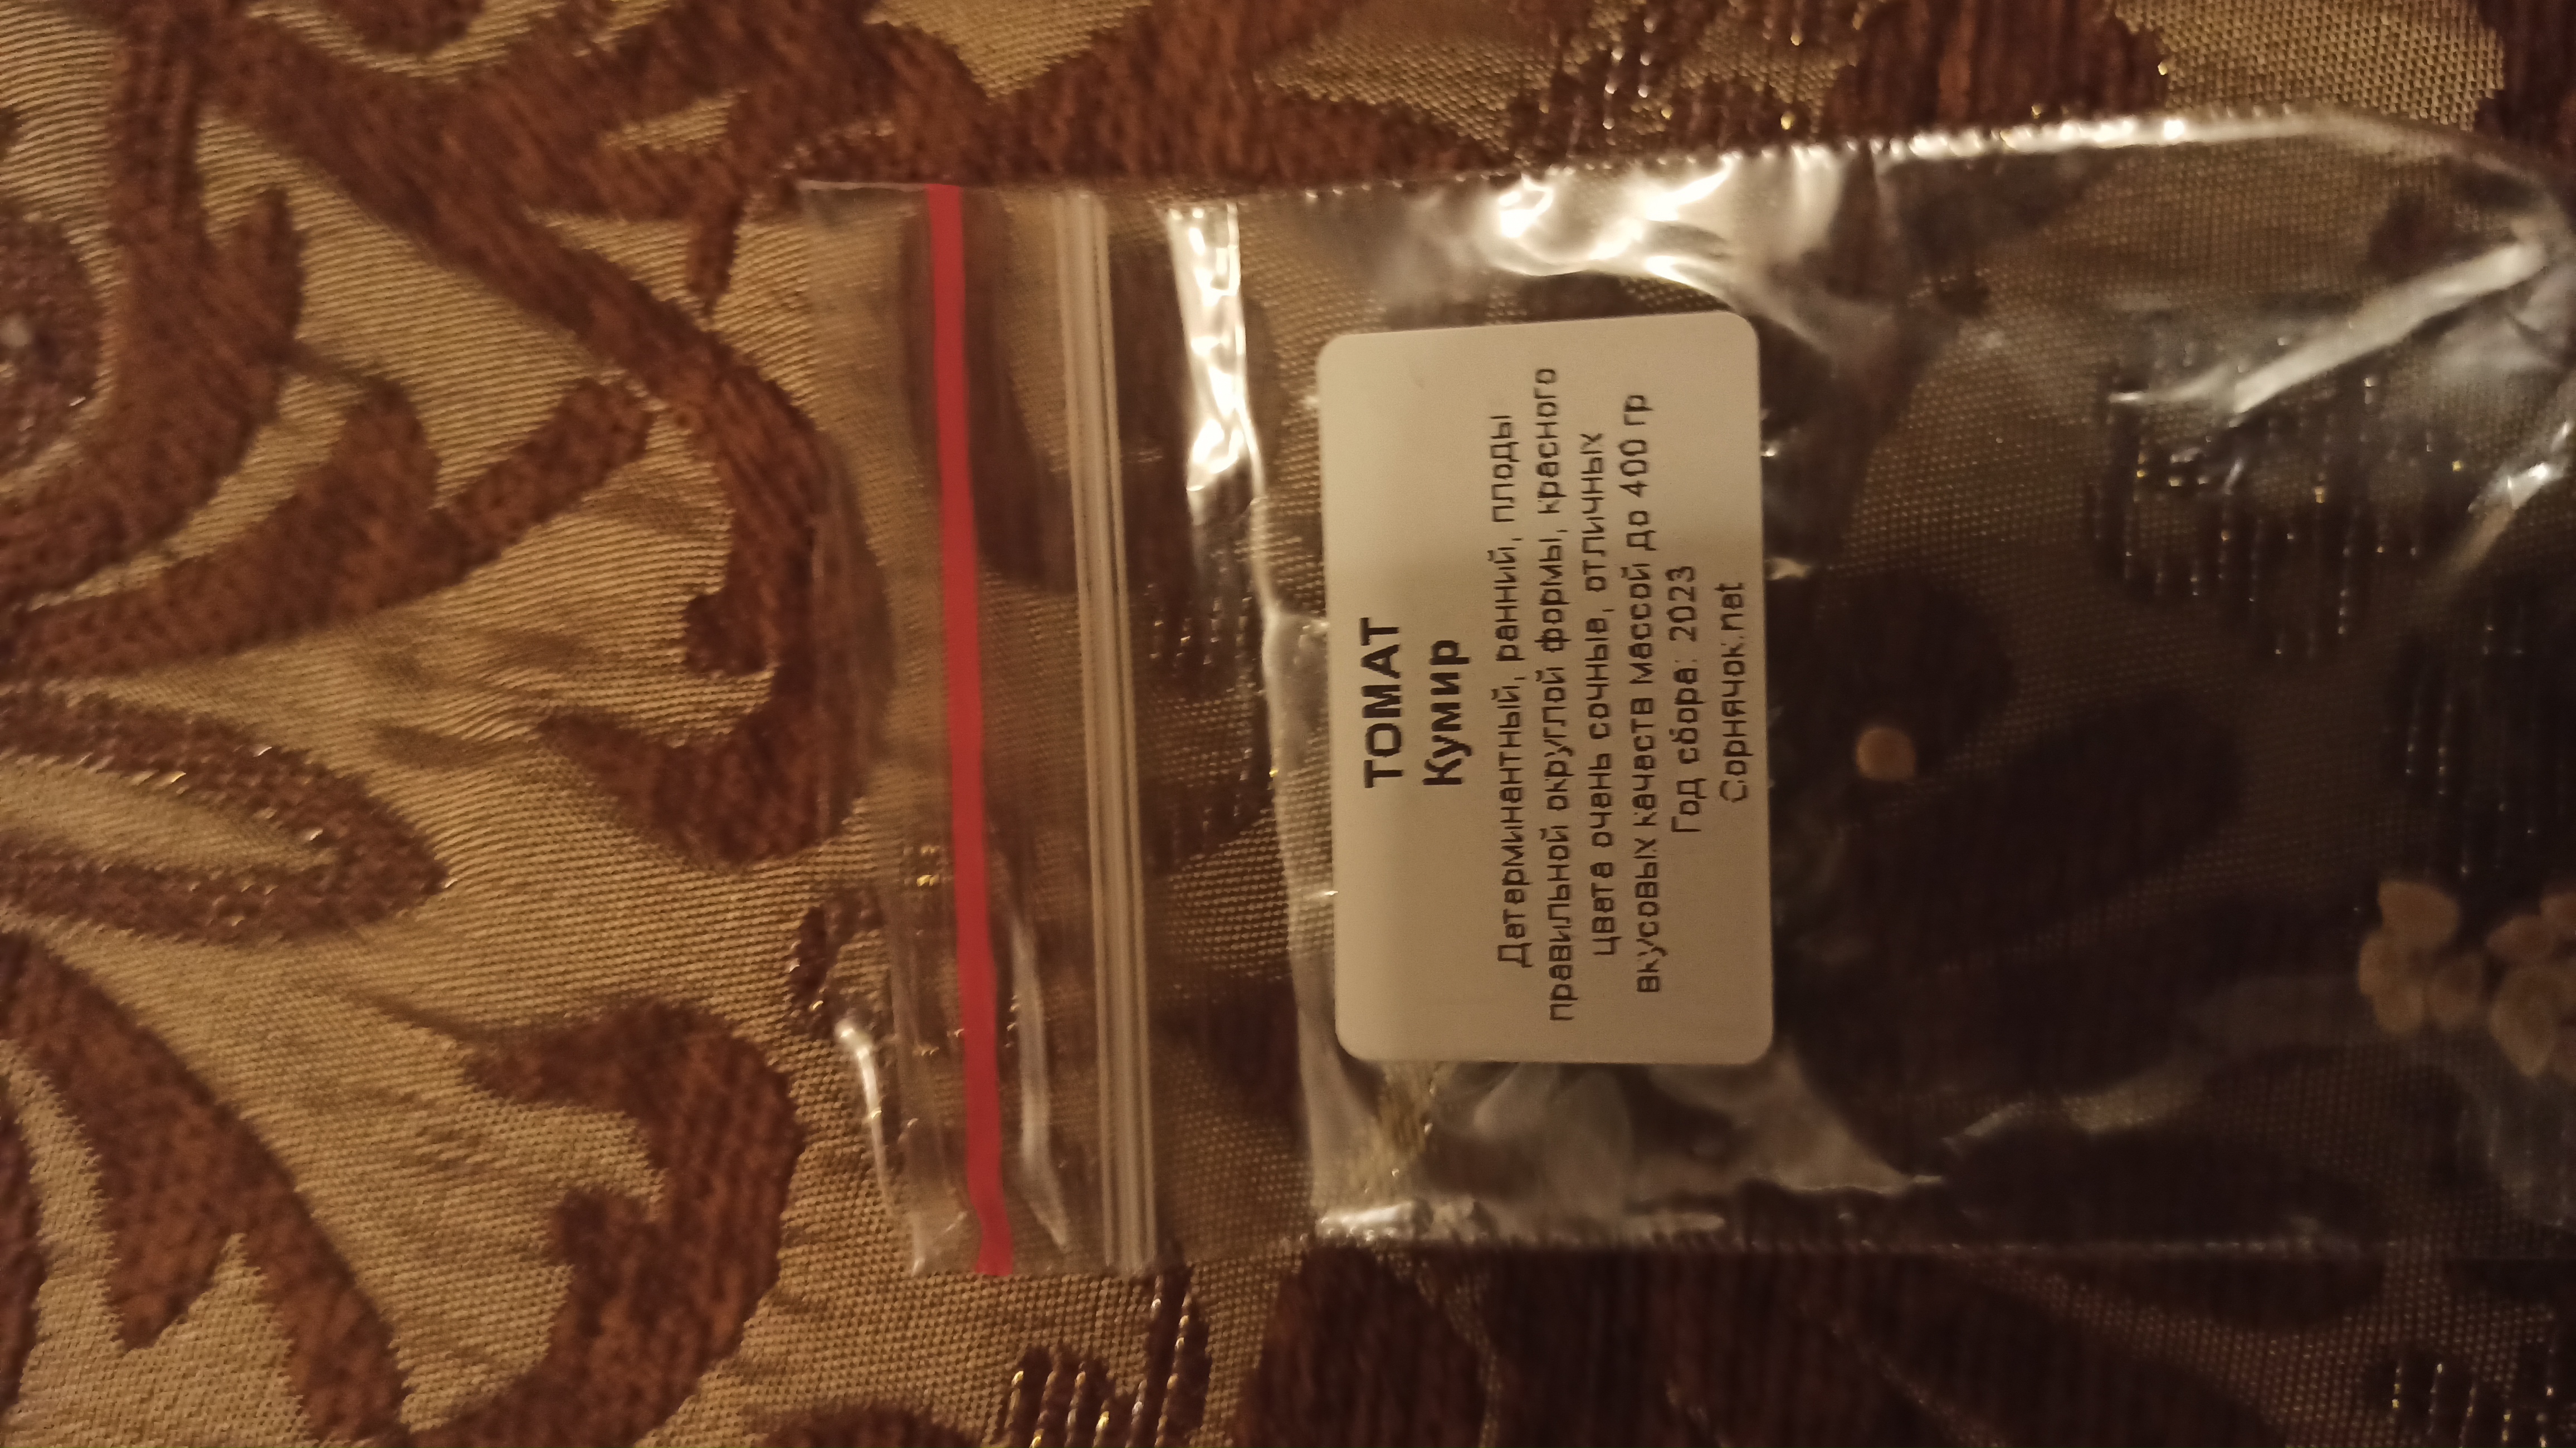 ТОМАТ
Кумир
Детерминантный, ранний, плоды
правильной округлой формы, красного
цвета очень сочные, отличных
вкусовых качеств массой до 400 гр
Год сбора: 2023
Сорнячок.net